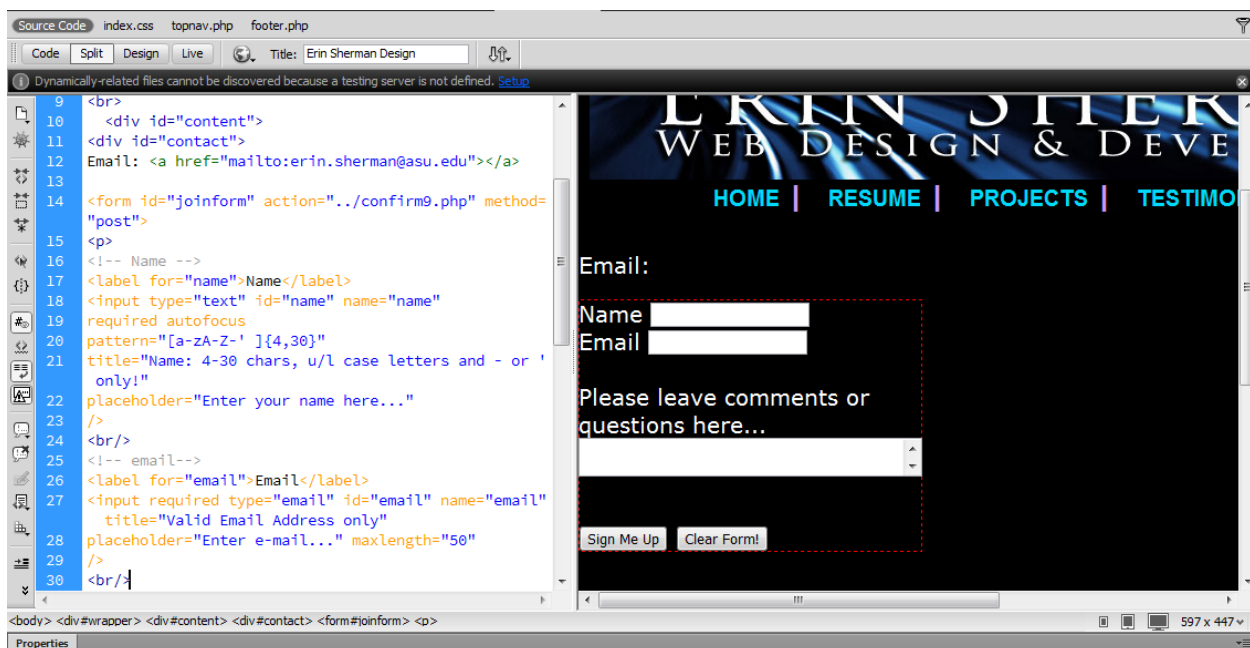 Source Code index.css topnav.php footer.php
Code Split Design Live Title: Erin Sherman Design
Dynamically-related files cannot be discovered because a testing server is not defined. Setup
9 <br>
10 <div id="content">
11 <div id="contact">
12 Email: <a href="mailto:erin.sherman@asu.edu"></a>
13
14 <form id="joinform" action="../confirm9.php" method=
"post">
15 <p>
16 <!-- Name -->
17 <label for="name">Name</label>
18 <input type="text" id="name" name="name"
19 required autofocus
20 pattern="[a-zA-Z-' ]{4,30}"
21 title="Name: 4-30 chars, u/l case letters and - or '
only!"
22 placeholder="Enter your name here..."
23 />
24 <br/>
25 <!-- email-->
26 <label for="email">Email</label>
27 <input required type="email" id="email" name="email"
title="Valid Email Address only"
28 placeholder="Enter e-mail..." maxlength="50"
29 />
30 <br/>
ERIN SHER
WEB DESIGN & DEVE
HOME | RESUME | PROJECTS | TESTIMO
Email:
Name
Email
Please leave comments or
questions here...
Sign Me Up Clear Form!
<body> <div#wrapper> <div#content> <div#contact> <form#joinform> <p>
597 x 447
Properties